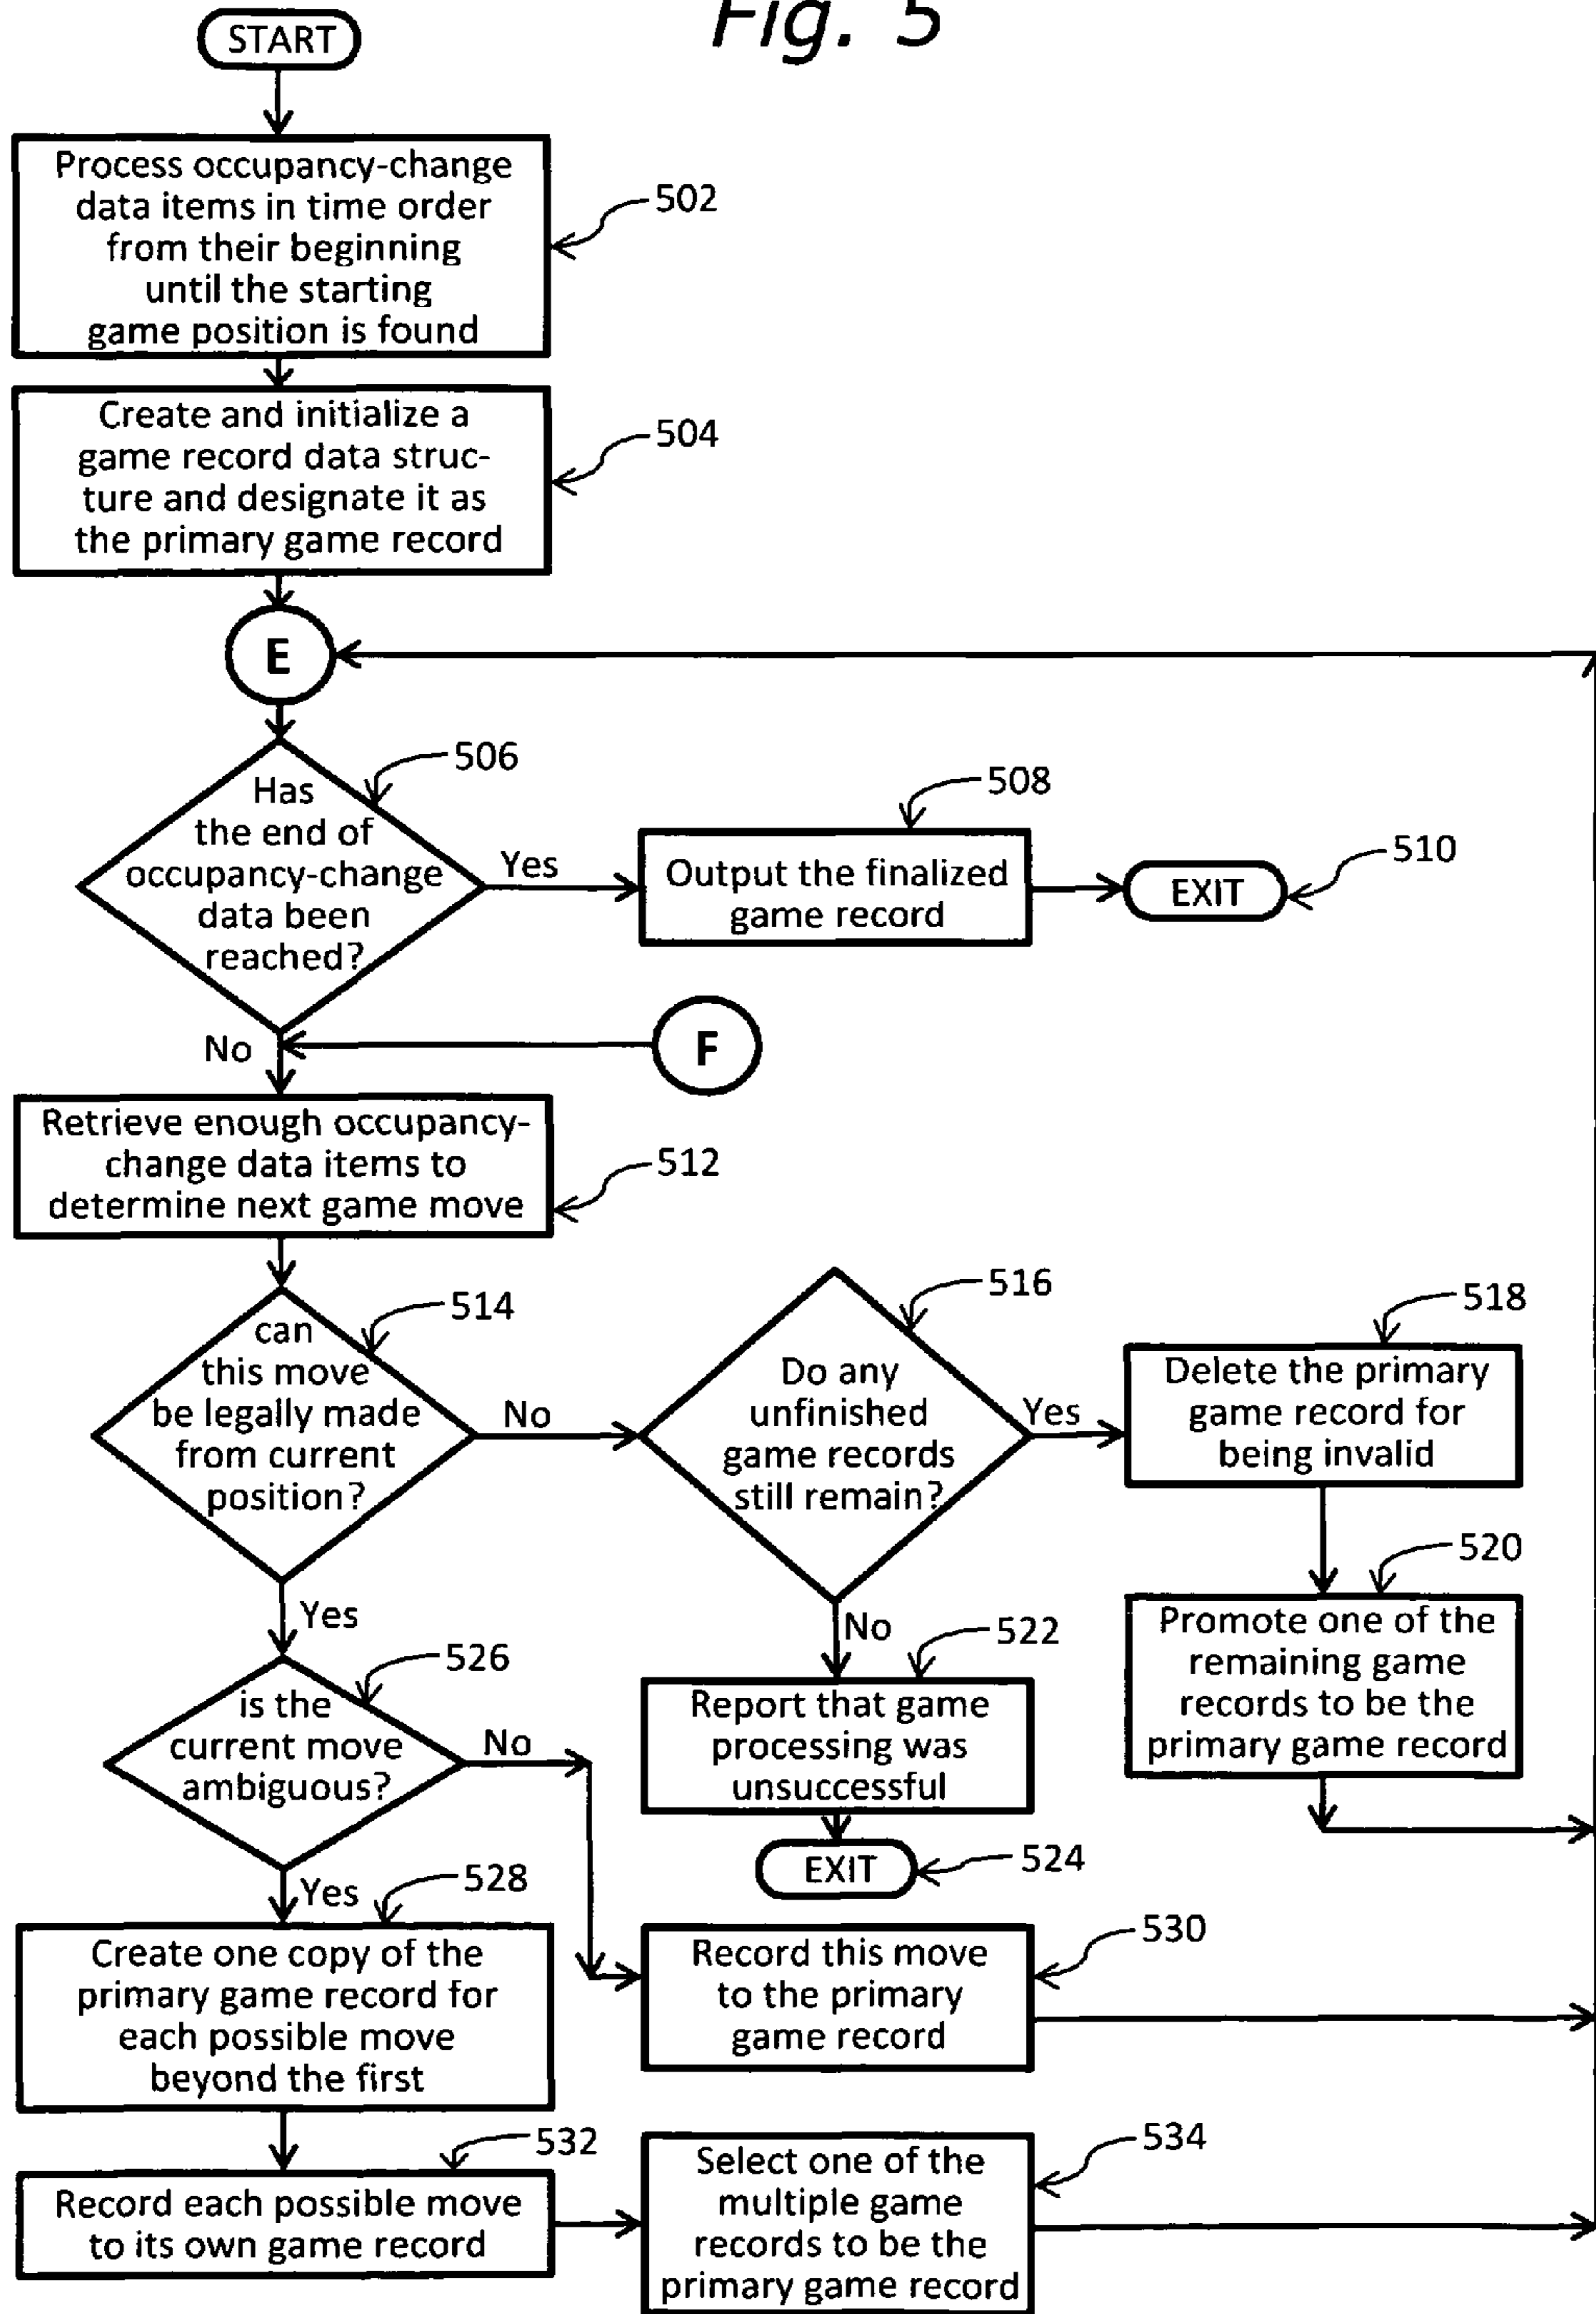 Fig. 5
START
Process occupancy-change
data items in time order
from their beginning
until the starting
game position is found
502
Create and initialize a
game record data struc-
ture and designate it as
the primary game record
504
E
506
Has
the end of
occupancy-change
data been
reached?
Yes
508
Output the finalized
game record
EXIT
510
No
F
Retrieve enough occupancy-
change data items to
determine next game move
512
514
can
this move
be legally made
from current
position?
No
516
Do any
unfinished
game records
still remain?
Yes
518
Delete the primary
game record for
being invalid
520
Promote one of the
remaining game
records to be the
primary game record
No
522
Report that game
processing was
unsuccessful
EXIT
524
Yes
526
is the
current move
ambiguous?
No
Yes
528
Create one copy of the
primary game record for
each possible move
beyond the first
Record this move
to the primary
game record
530
532
Record each possible move
to its own game record
Select one of the
multiple game
records to be the
primary game record
534